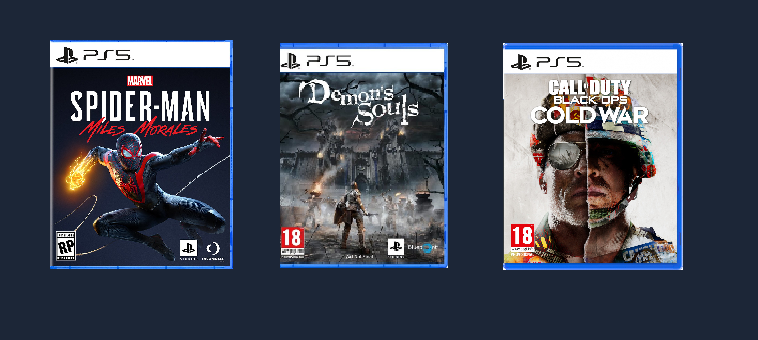 PS5
MARVEL
SPIDER-MAN
MILES MORALES
RP
PS5
Demon's
Souls
18
Bluepoint
PS5
CALL OF DUTY
BLACK OPS
COLD WAR
18